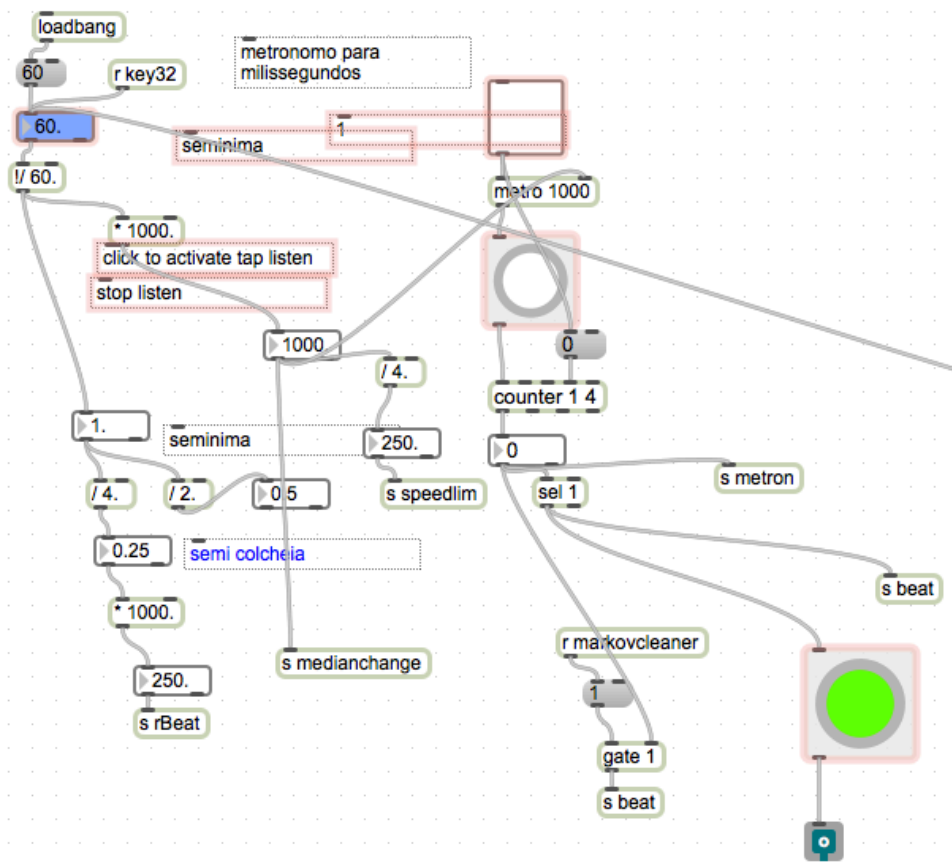 loadbang
60
r key32
metronomo para
milissegundos
60.
1
seminima
!/ 60.
metro 1000
* 1000.
click to activate tap listen
stop listen
1000.
0
/ 4.
counter 1 4
1.
seminima
250.
0
s metron
/ 4.
/ 2.
0.5
s speedlim
sel 1
0.25
semi colcheia
s beat
* 1000.
r markovcleaner
s medianchange
250.
1
s rBeat
gate 1
s beat